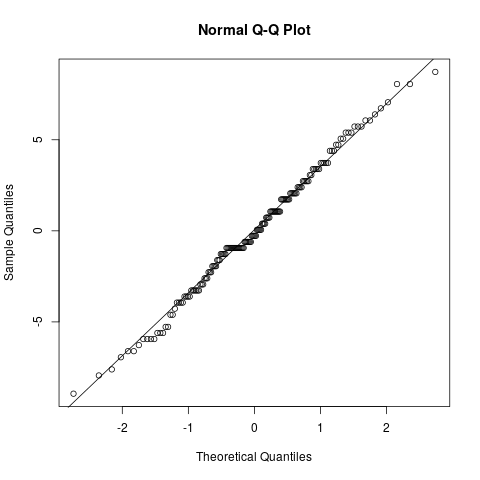 Normal Q-Q Plot
Sample Quantiles
5
0
-5
-2 -1 0 1 2
Theoretical Quantiles